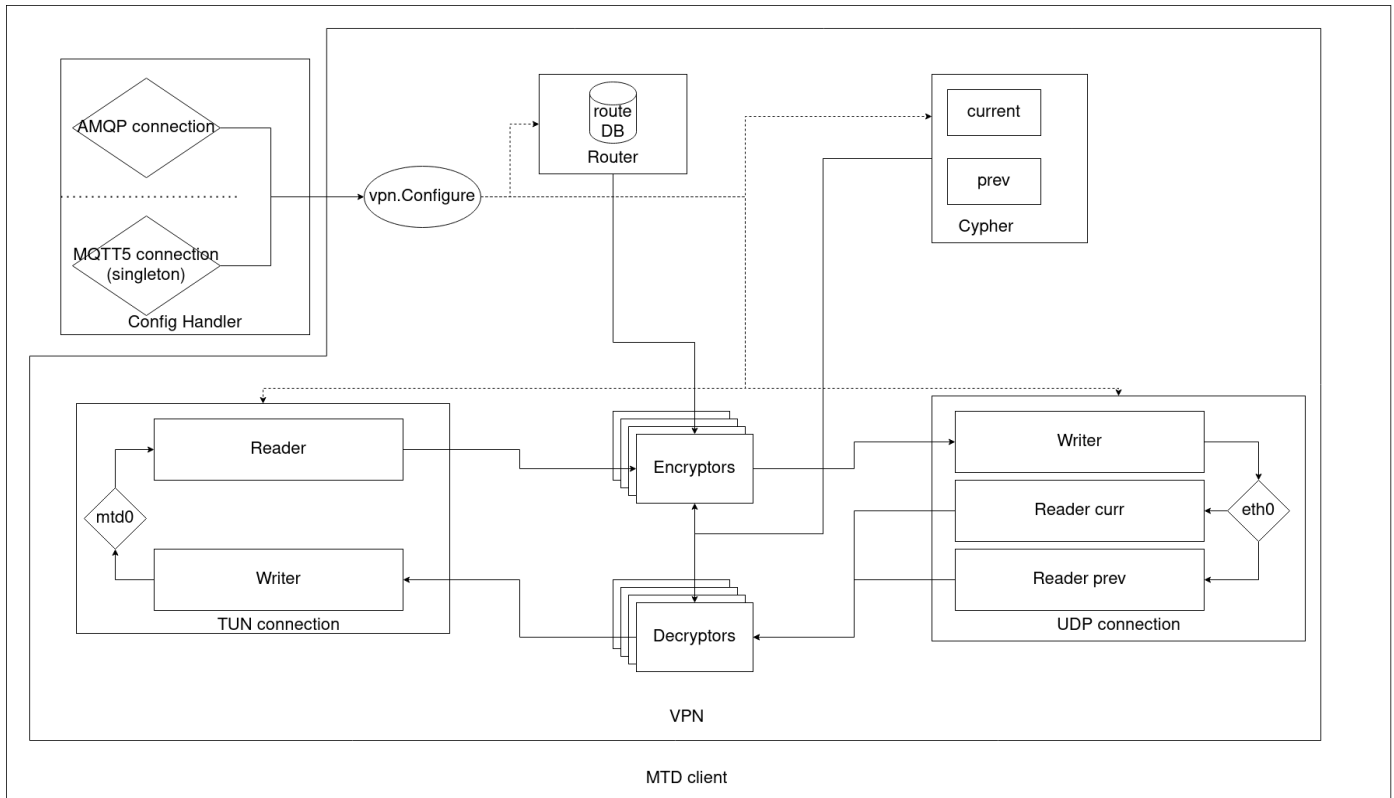 AMQP connection
MQTT5 connection
(singleton)
Config Handler
vpn.Configure
route
DB
Router
current
prev
Cypher
Reader
mtd0
Writer
TUN connection
Encryptors
Decryptors
Writer
Reader curr
eth0
Reader prev
UDP connection
VPN
MTD client